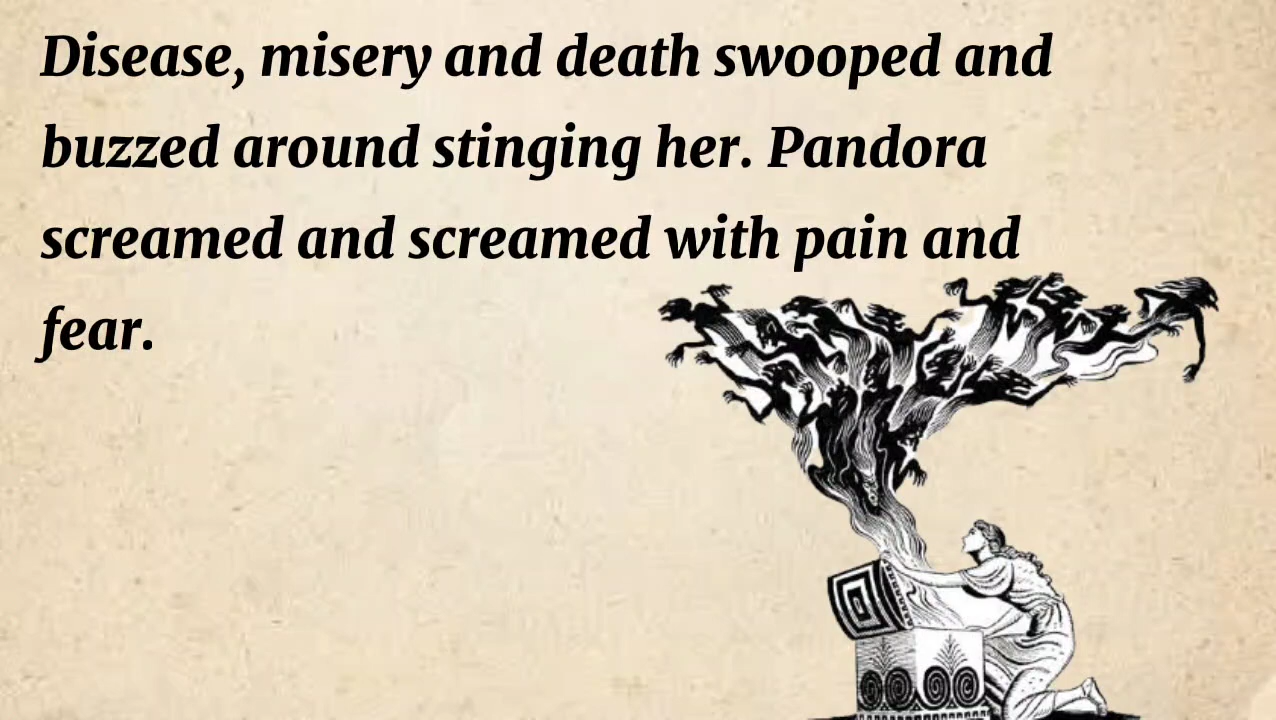 Disease, misery and death swooped and
buzzed around stinging her. Pandora
screamed and screamed with pain and
fear.